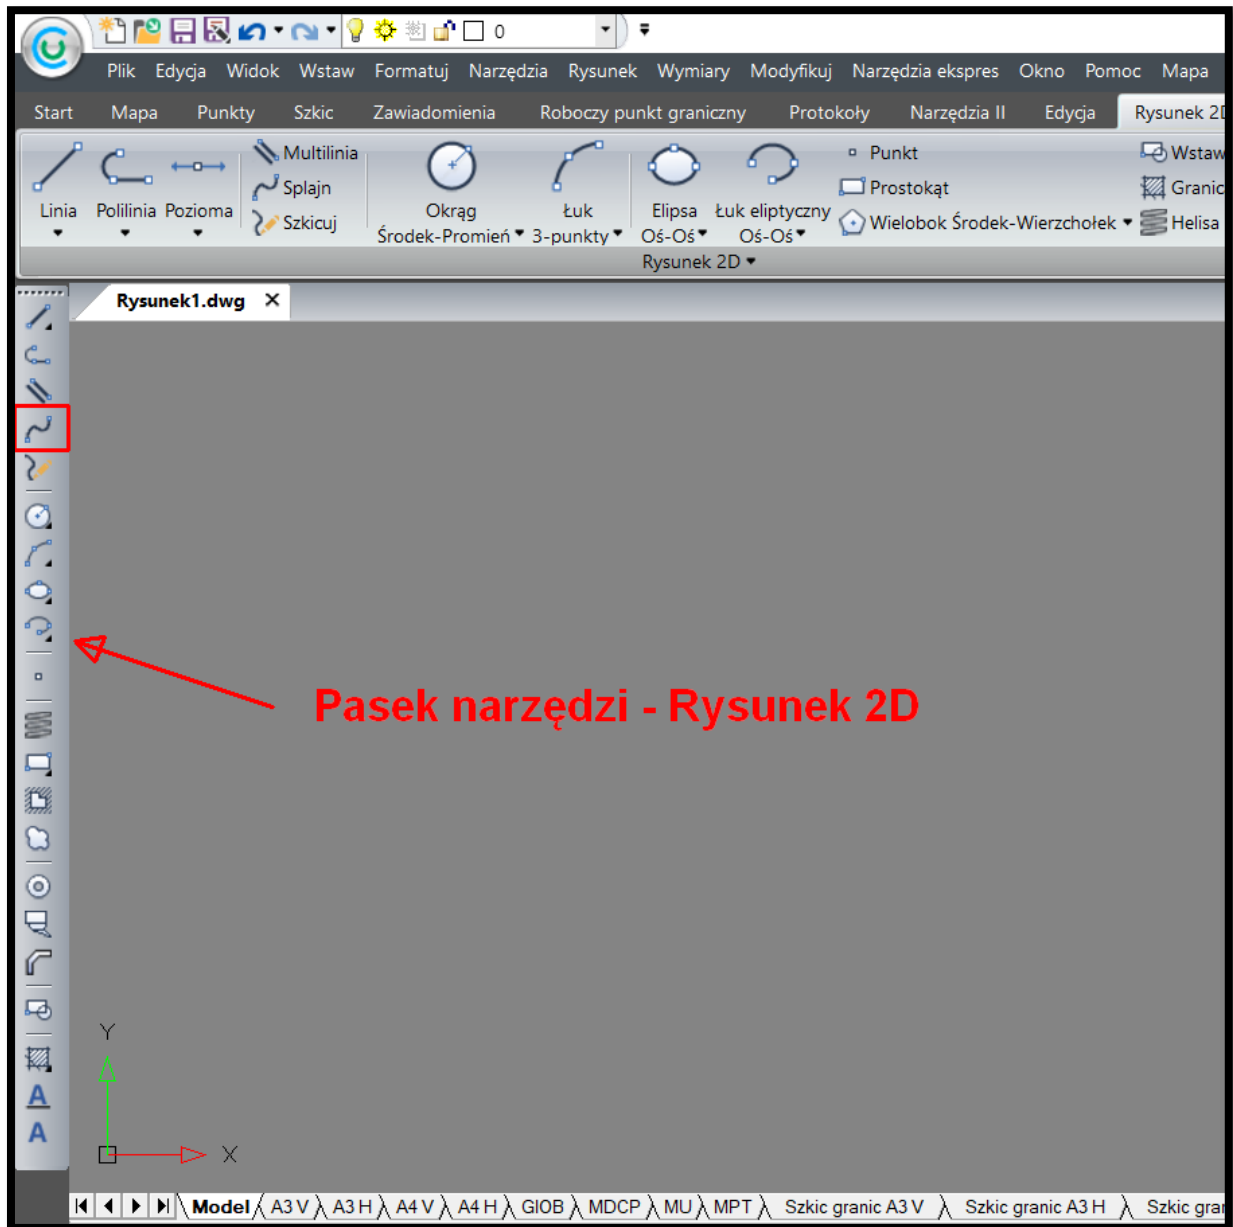 0
Plik Edycja Widok Wstaw Formatuj Narzędzia Rysunek Wymiary Modyfikuj Narzędzia ekspres Okno Pomoc Mapa
Start Mapa Punkty Szkic Zawiadomienia Roboczy punkt graniczny Protokoły Narzędzia II Edycja Rysunek 2D
Multilinia Punkt Wstaw
Splajn Prostokąt Granic
Linia Polilinia Pozioma Szkicuj Okrąg Łuk Elipsa Łuk eliptyczny Wielobok Środek-Wierzchołek Helisa
Środek-Promień 3-punkty Oś-Oś Oś-Oś
Rysunek 2D
Rysunek1.dwg
Pasek narzędzi - Rysunek 2D
Y
A
A
X
Model A3 V A3 H A4 V A4 H GIOB MDCP MU MPT Szkic granic A3 V Szkic granic A3 H Szkic gra